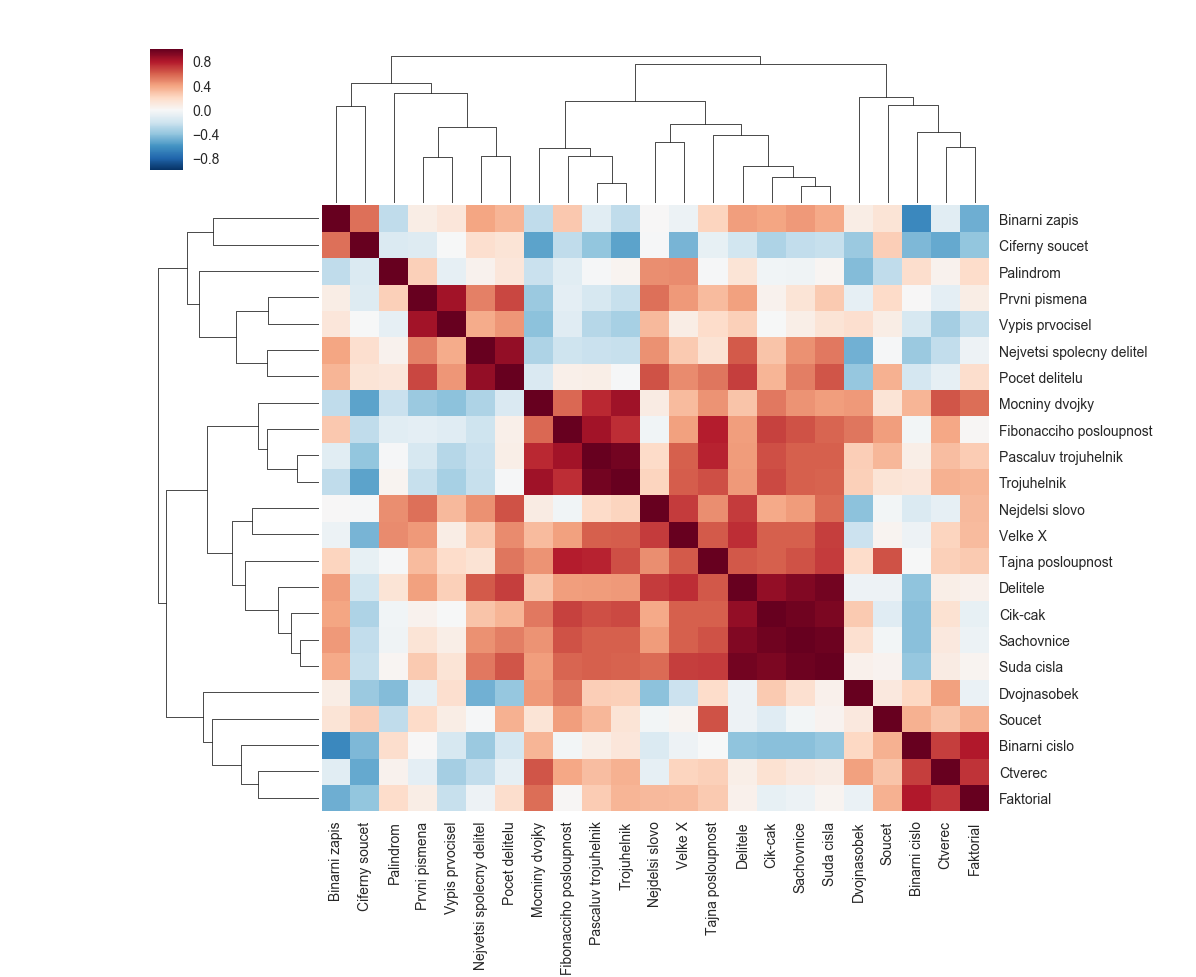 0.8
0.4
0.0
−0.4
−0.8
Binarni zapis
Ciferny soucet
Palindrom
Prvni pismena
Vypis prvocisel
Nejvetsi spolecny delitel
Pocet delitelu
Mocniny dvojky
Fibonacciho posloupnost
Pascaluv trojuhelnik
Trojuhelnik
Nejdelsi slovo
Velke X
Tajna posloupnost
Delitele
Cik-cak
Sachovnice
Suda cisla
Dvojnasobek
Soucet
Binarni cislo
Ctverec
Faktorial
Binarni zapis
Ciferny soucet
Palindrom
Prvni pismena
Vypis prvocisel
Nejvetsi spolecny delitel
Pocet delitelu
Mocniny dvojky
Fibonacciho posloupnost
Pascaluv trojuhelnik
Trojuhelnik
Nejdelsi slovo
Velke X
Tajna posloupnost
Delitele
Cik-cak
Sachovnice
Suda cisla
Dvojnasobek
Soucet
Binarni cislo
Ctverec
Faktorial